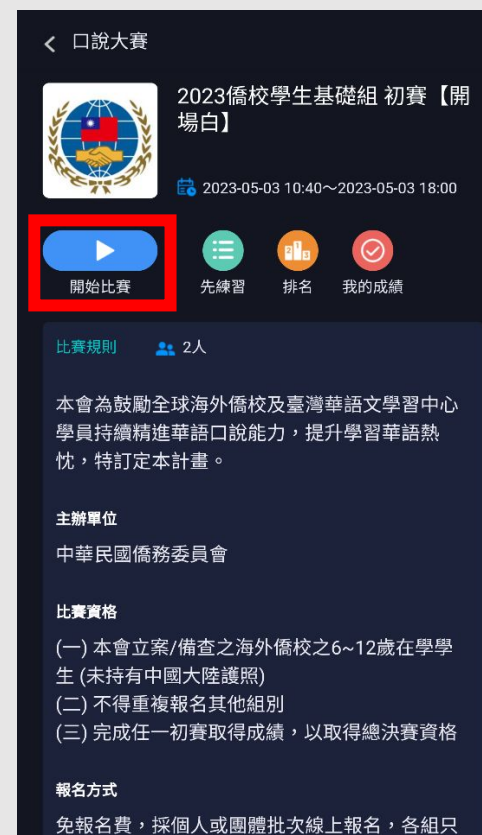 口說大賽
2023僑校學生基礎組 初賽【開
場白】
2023-05-03 10:40~2023-05-03 18:00
開始比賽
先練習
排名
我的成績
比賽規則
2人
本會為鼓勵全球海外僑校及臺灣華語文學習中心
學員持續精進華語口說能力，提升學習華語熱
忱，特訂定本計畫。
主辦單位
中華民國僑務委員會
比賽資格
(一) 本會立案/備查之海外僑校之6~12歲在學學
生 (未持有中國大陸護照)
(二) 不得重複報名其他組別
(三) 完成任一初賽取得成績，以取得總決賽資格
報名方式
免報名費，採個人或團體批次線上報名，各組只